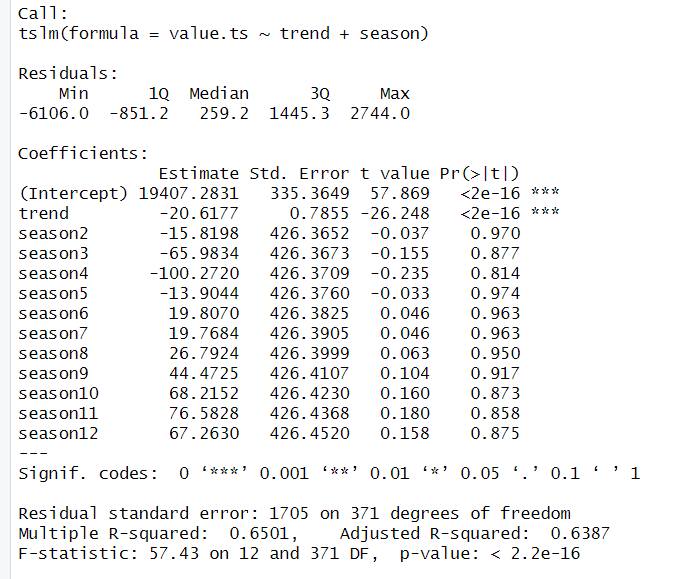 Call:
tslm(formula = value.ts ~ trend + season)
Residuals:
Min 1Q Median 3Q Max
-6106.0 -851.2 259.2 1445.3 2744.0
Coefficients:
Estimate Std. Error t value Pr(>|t|)
(Intercept) 19407.2831 335.3649 57.869 <2e-16 ***
trend -20.6177 0.7855 -26.248 <2e-16 ***
season2 -15.8198 426.3652 -0.037 0.970
season3 -65.9834 426.3673 -0.155 0.877
season4 -100.2720 426.3709 -0.235 0.814
season5 -13.9044 426.3760 -0.033 0.974
season6 19.8070 426.3825 0.046 0.963
season7 19.7684 426.3905 0.046 0.963
season8 26.7924 426.3999 0.063 0.950
season9 44.4725 426.4107 0.104 0.917
season10 68.2152 426.4230 0.160 0.873
season11 76.5828 426.4368 0.180 0.858
season12 67.2630 426.4520 0.158 0.875
---
Signif. codes: 0 ‘***’ 0.001 ‘**’ 0.01 ‘*’ 0.05 ‘.’ 0.1 ‘ ’ 1
Residual standard error: 1705 on 371 degrees of freedom
Multiple R-squared: 0.6501, Adjusted R-squared: 0.6387
F-statistic: 57.43 on 12 and 371 DF, p-value: < 2.2e-16